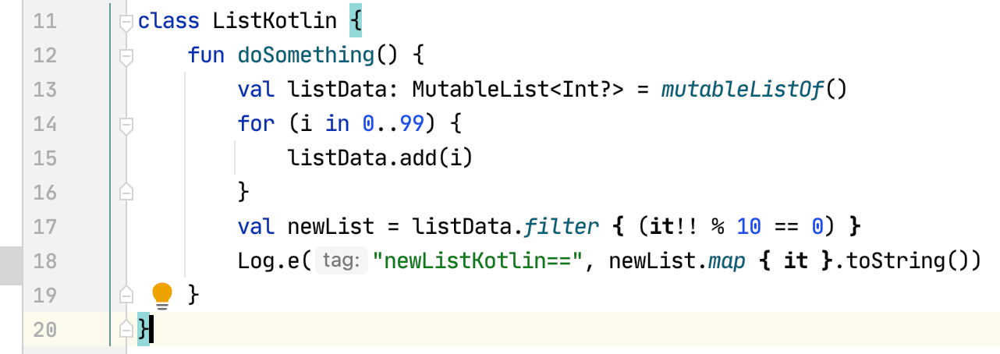 11 class ListKotlin {
12     fun doSomething() {
13         val listData: MutableList<Int?> = mutableListOf()
14         for (i in 0..99) {
15             listData.add(i)
16         }
17         val newList = listData.filter { (it!! % 10 == 0) }
18         Log.e( tag: "newListKotlin==", newList.map { it }.toString())
19     }
20 }